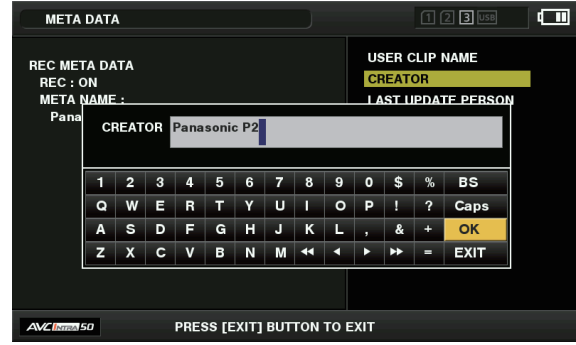 META DATA
1 2 3 USB
REC META DATA
REC : ON
META NAME :
Pana
USER CLIP NAME
CREATOR
LAST UPDATE PERSON
CREATOR Panasonic P2
1 2 3 4 5 6 7 8 9 0 $ % BS
Q W E R T Y U I O P ! ? Caps
A S D F G H J K L , & + OK
Z X C V B N M ◀◀ ◀ ▶ ▶▶ = EXIT
AVC INTRA 50
PRESS [EXIT] BUTTON TO EXIT